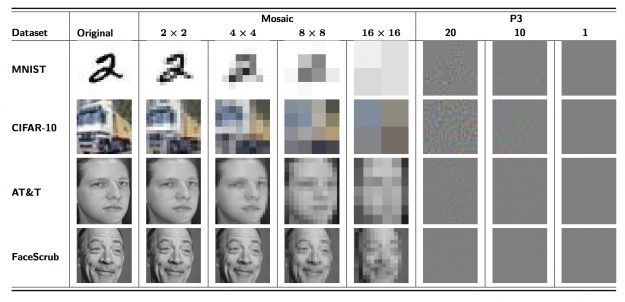 Mosaic P3
Dataset Original 2 × 2 4 × 4 8 × 8 16 × 16 20 10 1
MNIST
CIFAR-10
AT&T
FaceScrub